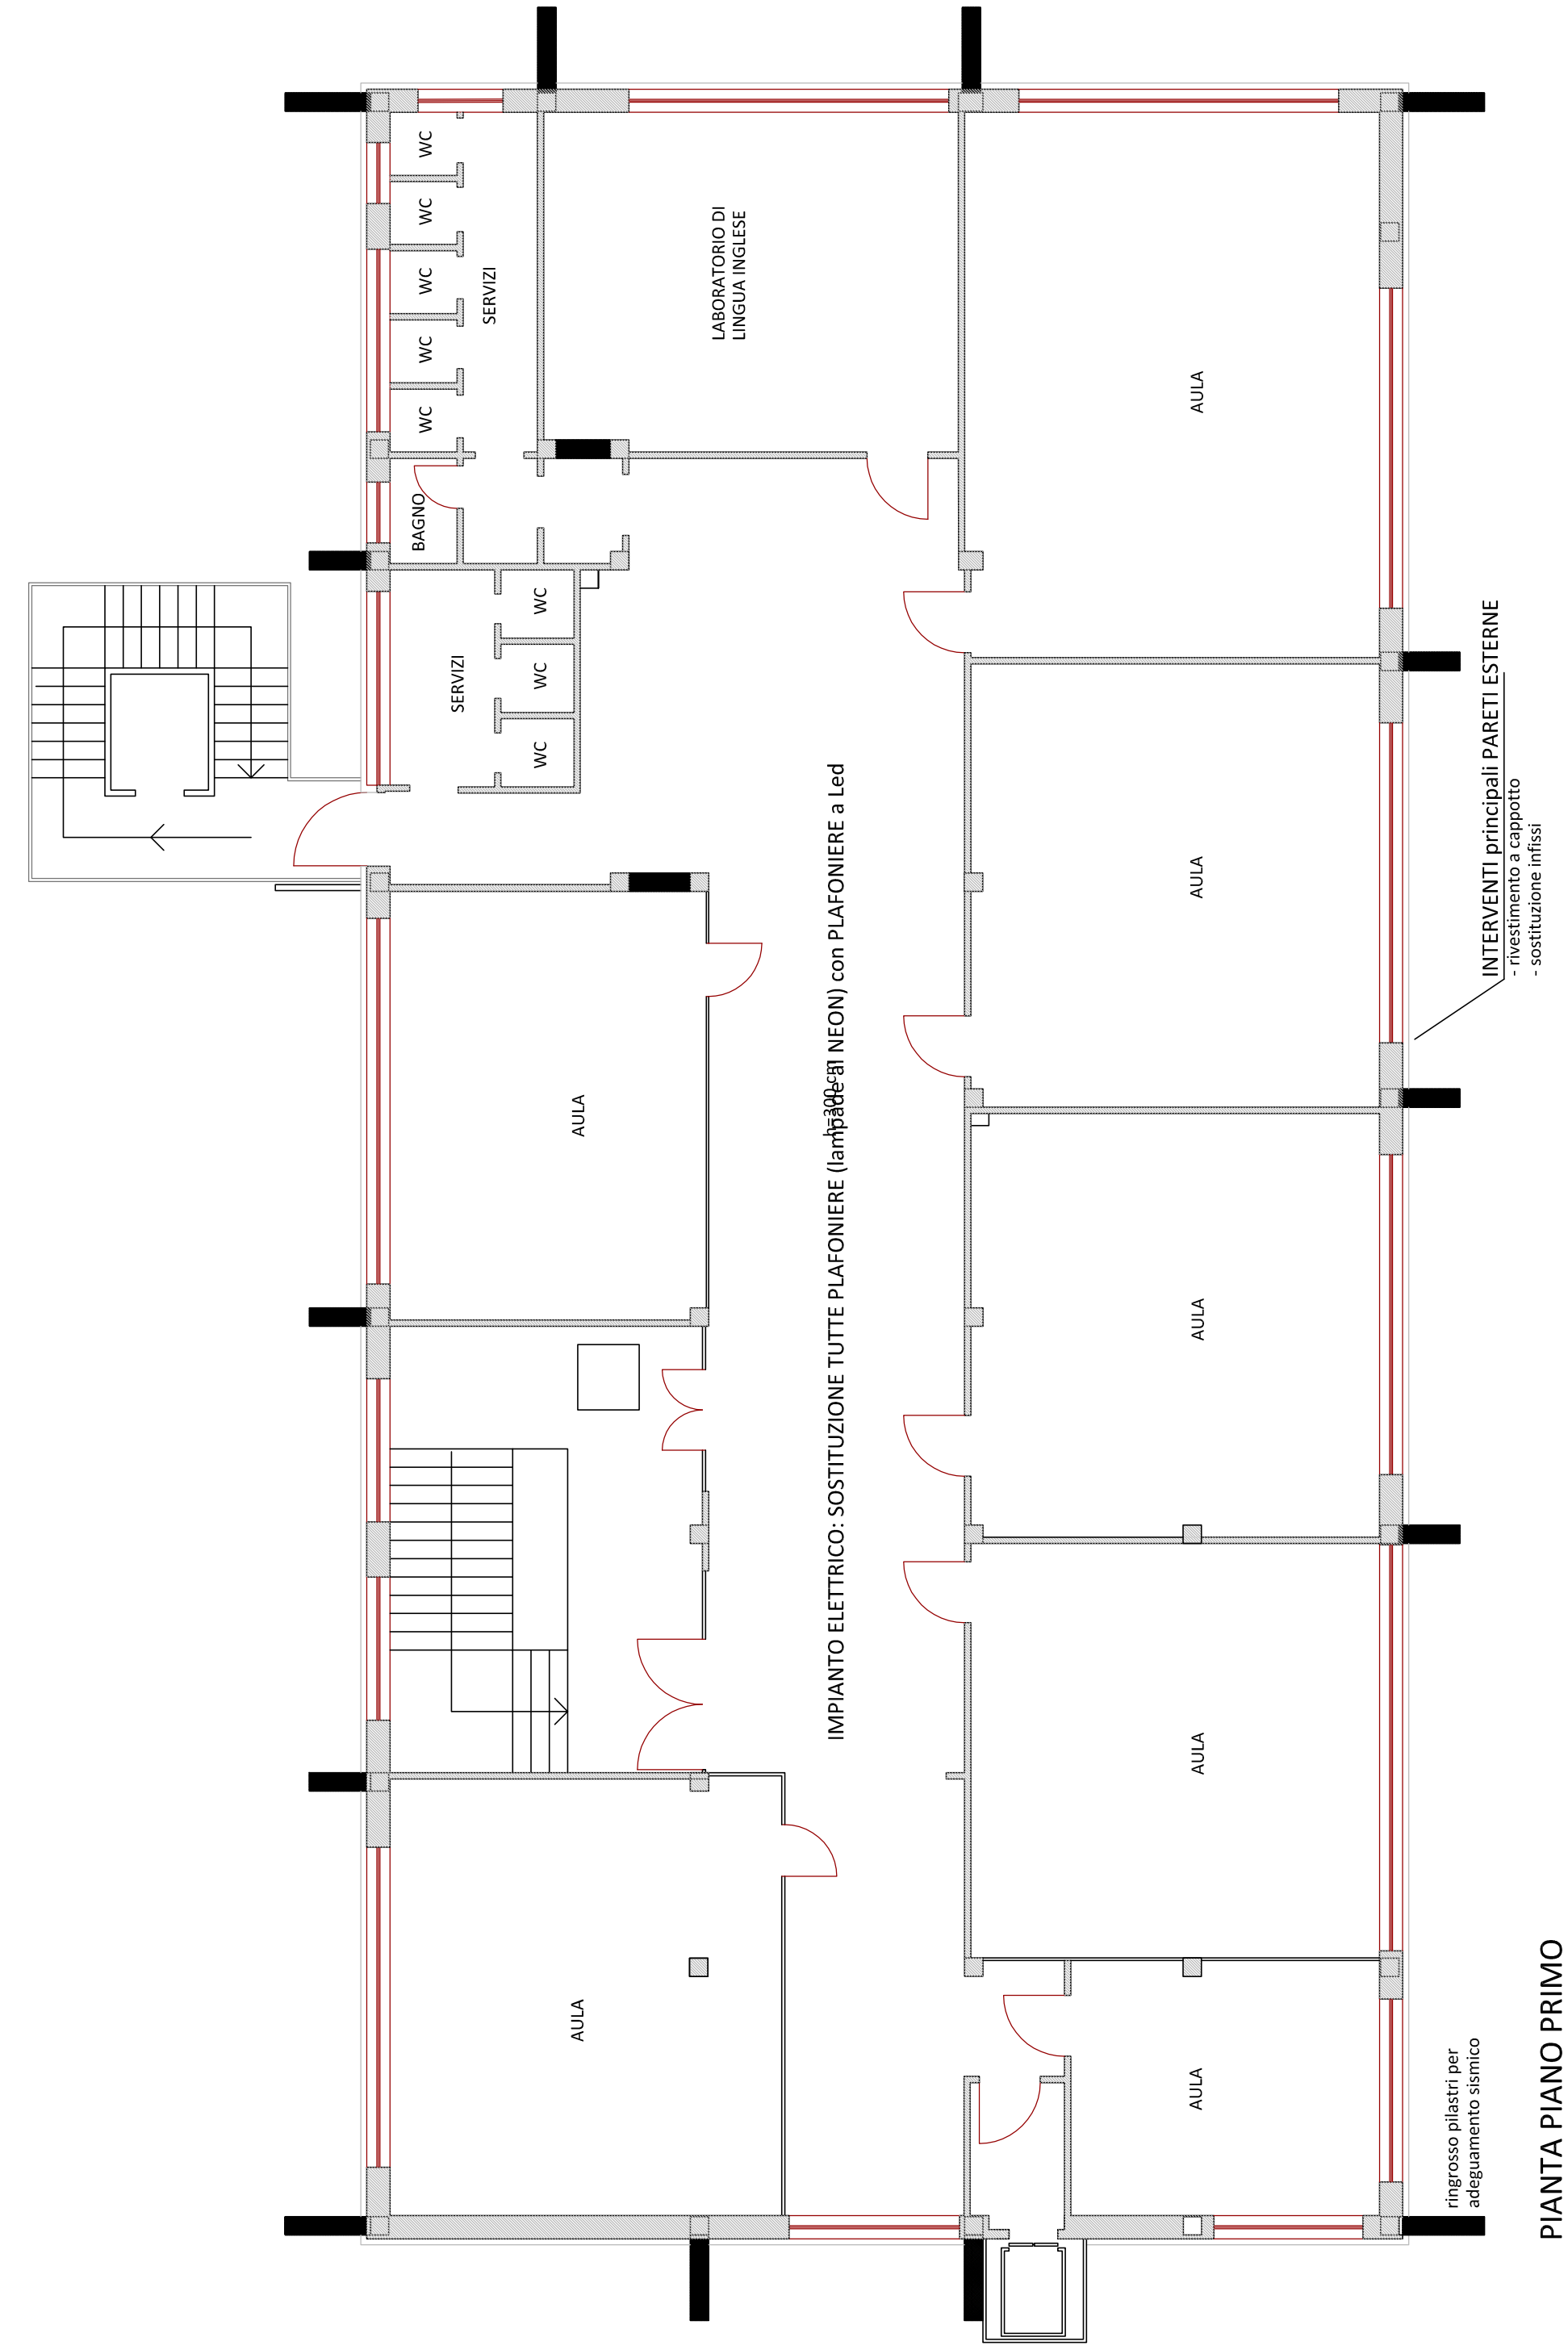 WC
WC
WC
WC
WC
SERVIZI
BAGNO
LABORATORIO DI
LINGUA INGLESE
AULA
SERVIZI
WC
WC
WC
AULA
AULA
IMPIANTO ELETTRICO: SOSTITUZIONE TUTTE PLAFONIERE (lampade al NEON) con PLAFONIERE a Led
h=300 cm
AULA
AULA
AULA
AULA
INTERVENTI principali PARETI ESTERNE
- rivestimento a cappotto
- sostituzione infissi
ringrosso pilastri per
adeguamento sismico
PIANTA PIANO PRIMO